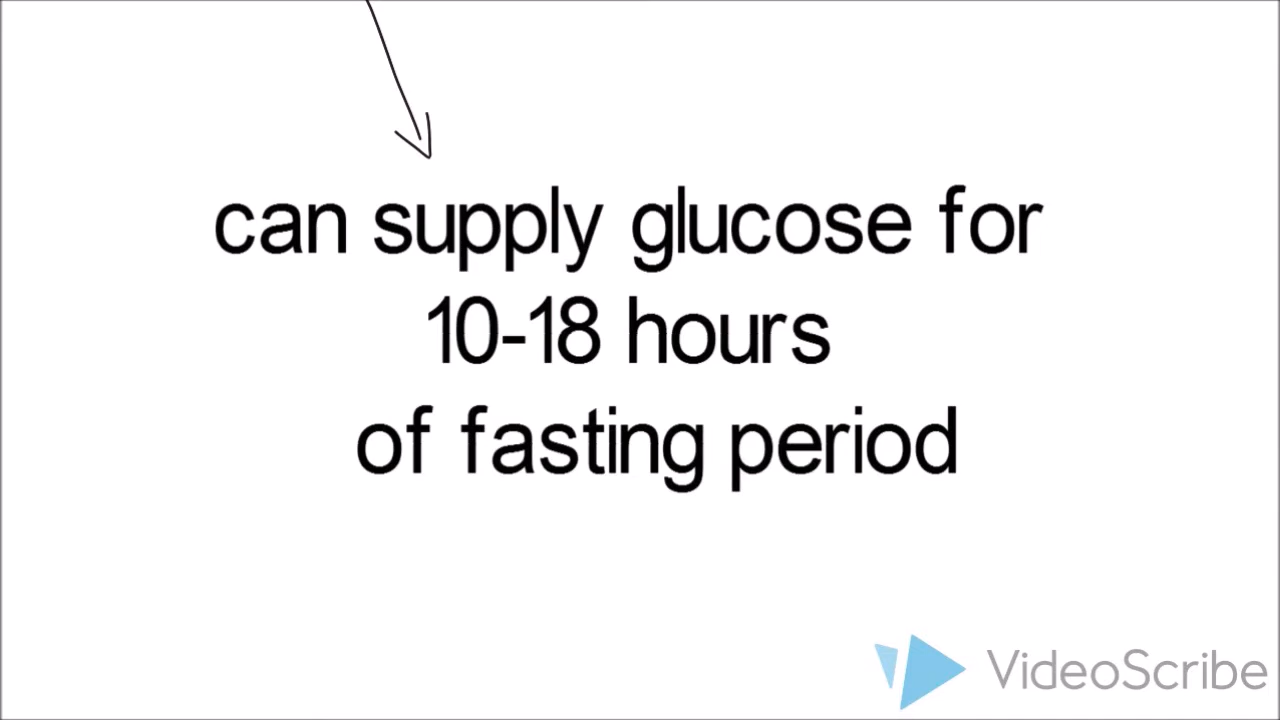 can supply glucose for
10-18 hours
of fasting period
VideoScribe